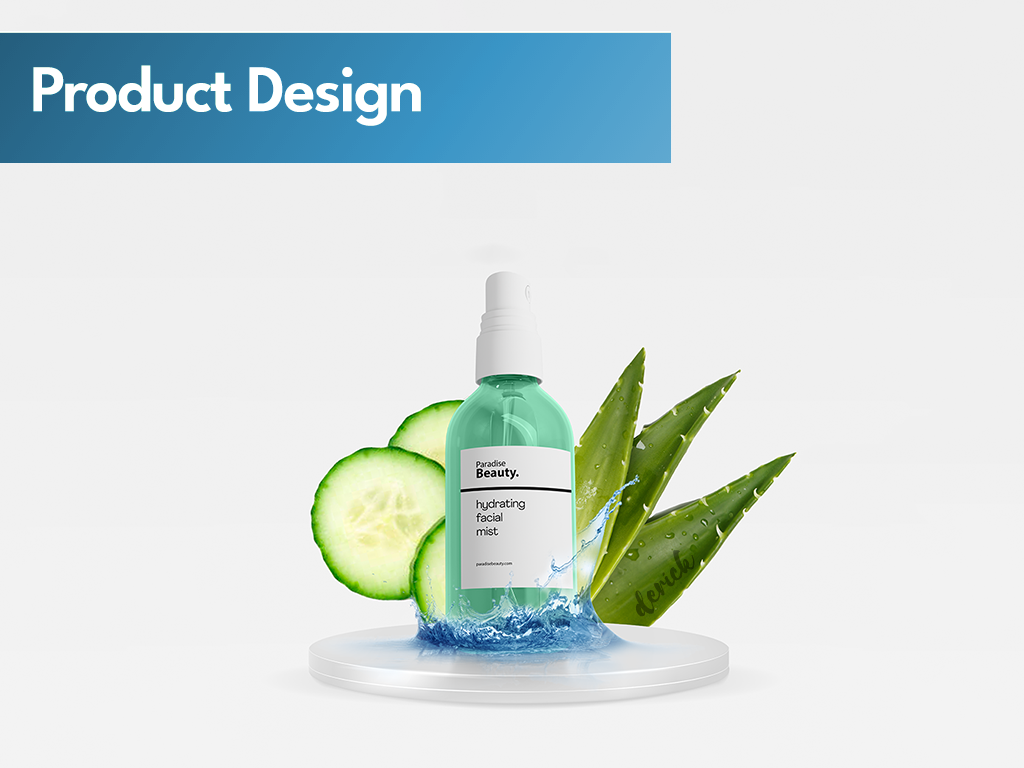 Product Design
Paradise
Beauty.
hydrating
facial
mist
paradisebeauty.com
derick